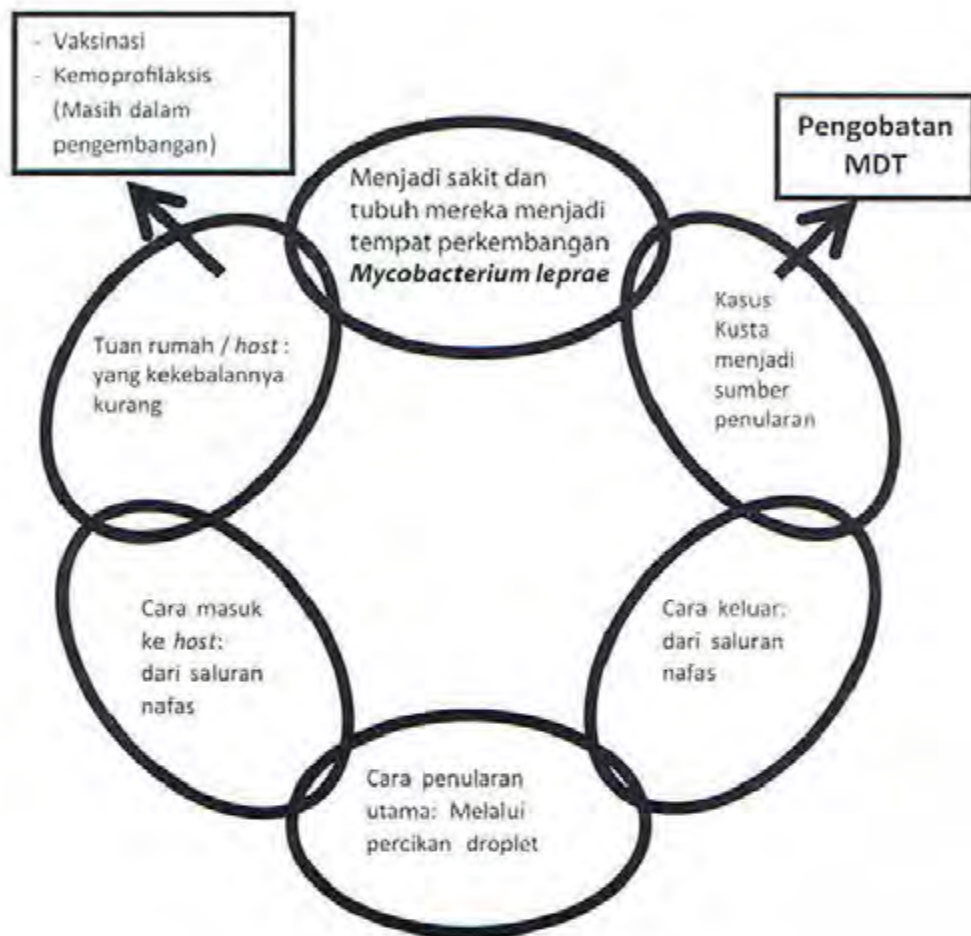 - Vaksinasi
- Kemoprofilaksis
(Masih dalam
pengembangan)
Pengobatan
MDT
Menjadi sakit dan
tubuh mereka menjadi
tempat perkembangan
Mycobacterium leprae
Kasus
Kusta
menjadi
sumber
penularan
Tuan rumah / host :
yang kekebalannya
kurang
Cara masuk
ke host:
dari saluran
nafas
Cara keluar:
dari saluran
nafas
Cara penularan
utama: Melalui
percikan droplet